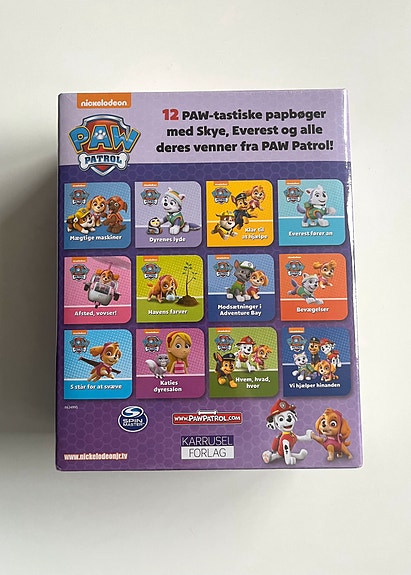 nickelodeon
PAW
PATROL
12 PAW-tastiske papbøger
med Skye, Everest og alle
deres venner fra PAW Patrol!
Mægtige maskiner
Dyrenes lyde
Klar til
at hjælpe
Everest fører an
Afsted, vovser!
Havens farver
Modsætninger i
Adventure Bay
Bevægelser
5 står for at svæve
Katies
dyresalon
Hvem, hvad,
hvor
Vi hjælper hinanden
SPIN
MASTER
www.PawPatrol.com
KARRUSEL
FORLAG
www.nickelodeonjr.tv